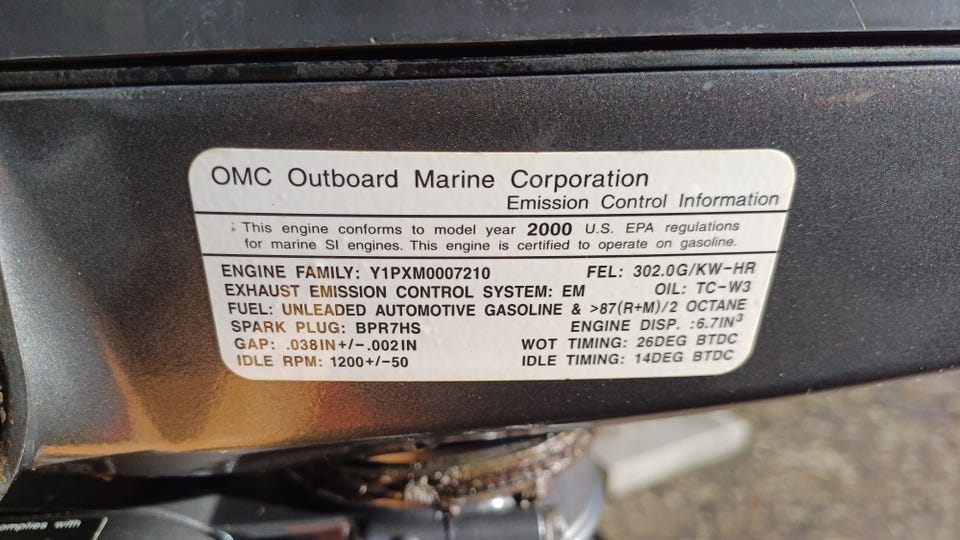 OMC Outboard Marine Corporation
Emission Control Information
This engine conforms to model year 2000 U.S. EPA regulations
for marine SI engines. This engine is certified to operate on gasoline.
ENGINE FAMILY: Y1PXM0007210 FEL: 302.0G/KW-HR
EXHAUST EMISSION CONTROL SYSTEM: EM OIL: TC-W3
FUEL: UNLEADED AUTOMOTIVE GASOLINE & >87(R+M)/2 OCTANE
SPARK PLUG: BPR7HS ENGINE DISP. :6.7IN³
GAP: .038IN+/-.002IN WOT TIMING: 26DEG BTDC
IDLE RPM: 1200+/-50 IDLE TIMING: 14DEG BTDC
omplies with